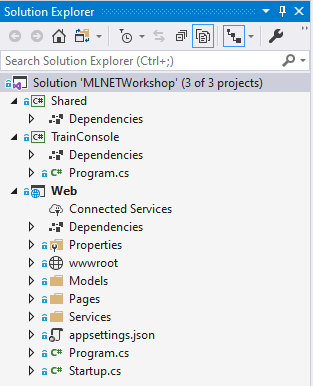 Solution Explorer
Search Solution Explorer (Ctrl+;)
Solution 'MLNETWorkshop' (3 of 3 projects)
C# Shared
Dependencies
C# TrainConsole
Dependencies
C# Program.cs
Web
Connected Services
Dependencies
Properties
wwwroot
Models
Pages
Services
appsettings.json
C# Program.cs
C# Startup.cs